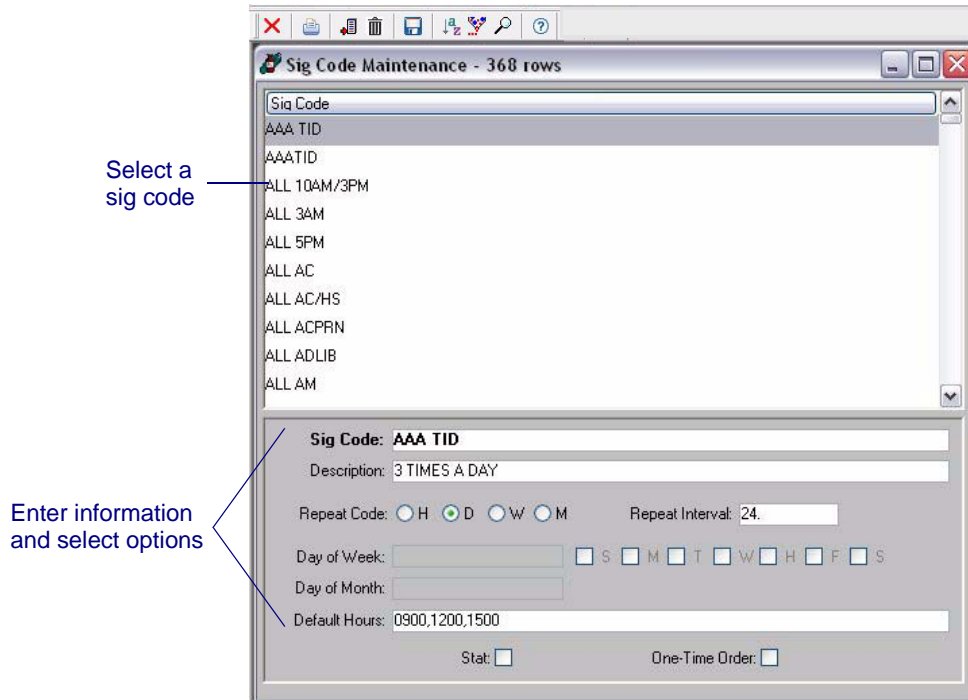 Sig Code Maintenance - 368 rows
Sig Code
AAA TID
AAATID
Select a
sig code
ALL 10AM/3PM
ALL 3AM
ALL 5PM
ALL AC
ALL AC/HS
ALL ACPRN
ALL ADLIB
ALL AM
Sig Code: AAA TID
Description: 3 TIMES A DAY
Enter information
and select options
Repeat Code: H D W M Repeat Interval: 24.
Day of Week: S M T W H F S
Day of Month:
Default Hours: 0900,1200,1500
Stat: One-Time Order: